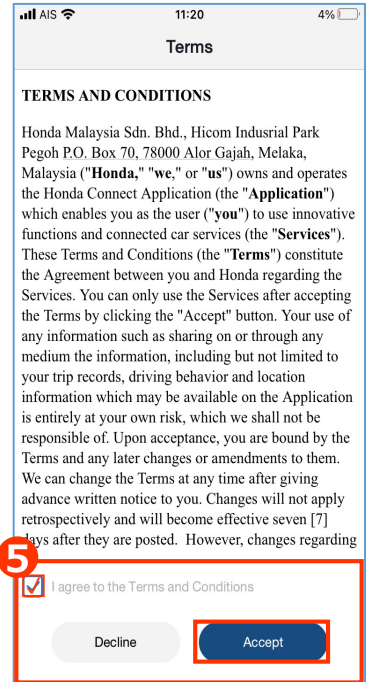 AIS 11:20 4%
Terms
TERMS AND CONDITIONS
Honda Malaysia Sdn. Bhd., Hicom Indusrial Park
Pegoh P.O. Box 70, 78000 Alor Gajah, Melaka,
Malaysia ("Honda," "we," or "us") owns and operates
the Honda Connect Application (the "Application")
which enables you as the user ("you") to use innovative
functions and connected car services (the "Services").
These Terms and Conditions (the "Terms") constitute
the Agreement between you and Honda regarding the
Services. You can only use the Services after accepting
the Terms by clicking the "Accept" button. Your use of
any information such as sharing on or through any
medium the information, including but not limited to
your trip records, driving behavior and location
information which may be available on the Application
is entirely at your own risk, which we shall not be
responsible of. Upon acceptance, you are bound by the
Terms and any later changes or amendments to them.
We can change the Terms at any time after giving
advance written notice to you. Changes will not apply
retrospectively and will become effective seven [7]
days after they are posted. However, changes regarding
5
I agree to the Terms and Conditions
Decline Accept